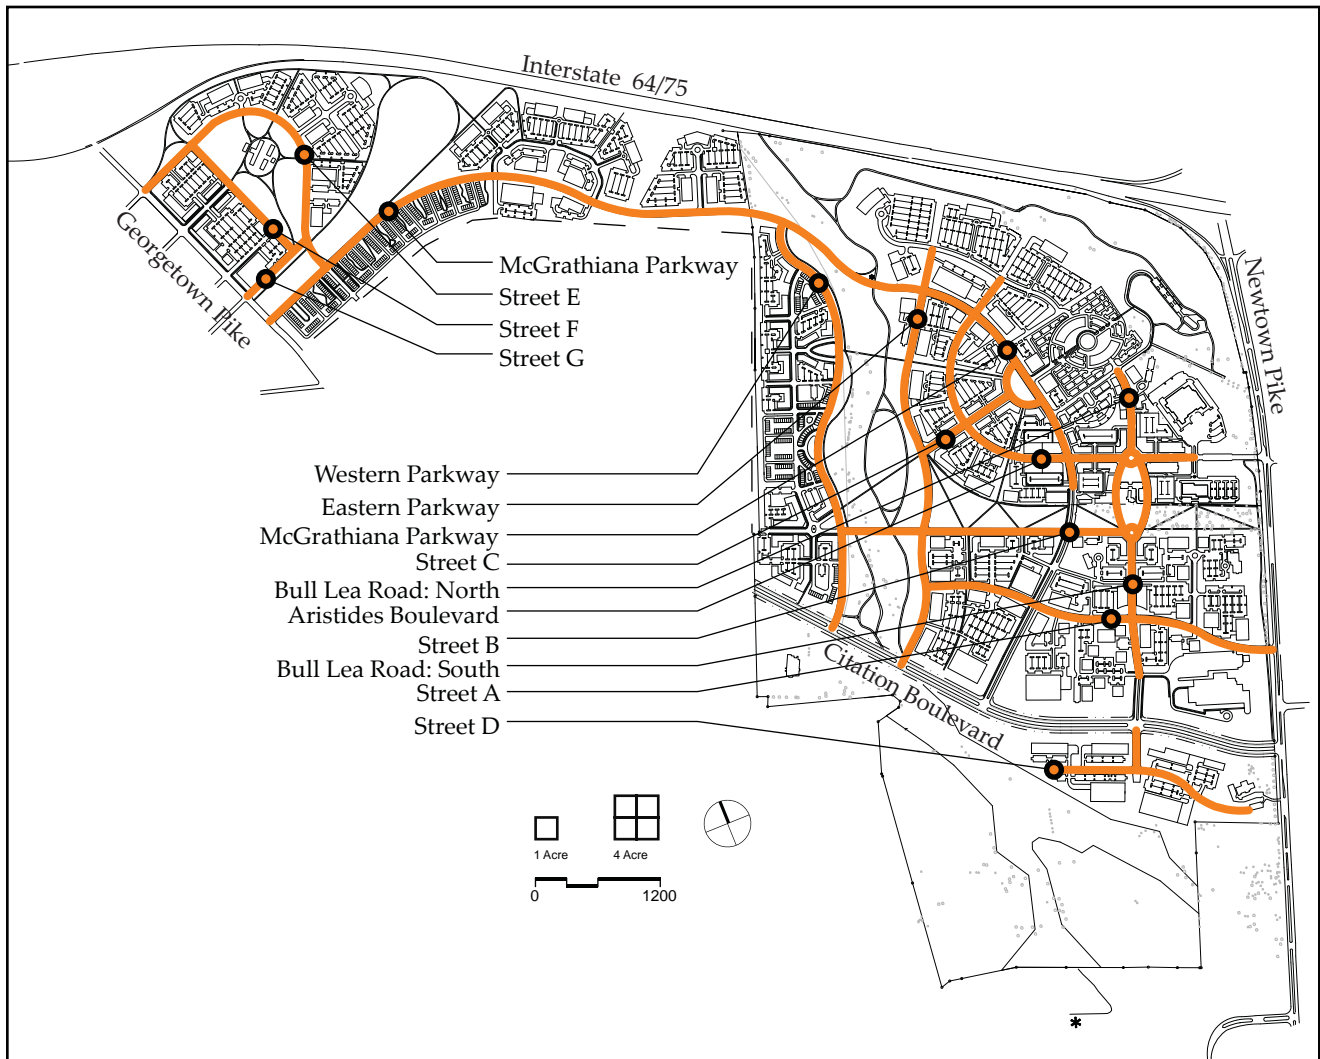 Interstate 64/75
Georgetown Pike
McGrathiana Parkway
Street E
Street F
Street G
Newtown Pike
Western Parkway
Eastern Parkway
McGrathiana Parkway
Street C
Bull Lea Road: North
Aristides Boulevard
Street B
Bull Lea Road: South
Street A
Street D
Citation Boulevard
1 Acre
4 Acre
0
1200
*
*